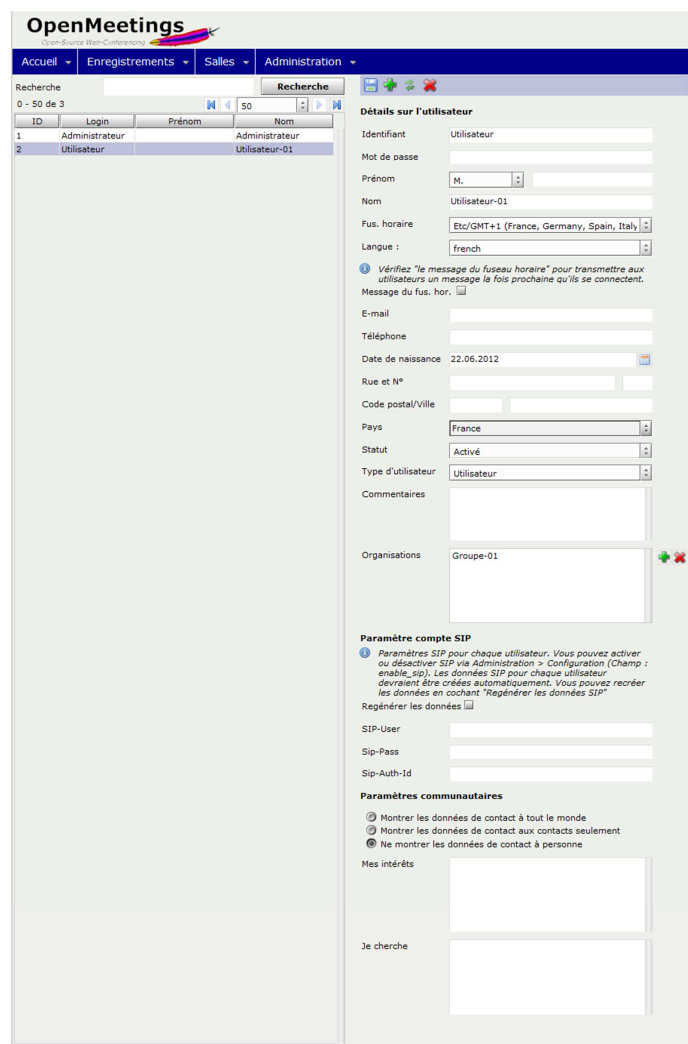 OpenMeetings
Open-Source Web-Conferencing
Accueil Enregistrements Salles Administration
Recherche Recherche
0 - 50 de 3 50
ID Login Prénom Nom
1 Administrateur Administrateur
2 Utilisateur Utilisateur-01
Détails sur l'utilisateur
Identifiant Utilisateur
Mot de passe
Prénom M.
Nom Utilisateur-01
Fus. horaire Etc/GMT+1 (France, Germany, Spain, Italy
Langue : french
Vérifiez "le message du fuseau horaire" pour transmettre aux
utilisateurs un message la fois prochaine qu'ils se connectent.
Message du fus. hor.
E-mail
Téléphone
Date de naissance 22.06.2012
Rue et N°
Code postal/Ville
Pays France
Statut Activé
Type d'utilisateur Utilisateur
Commentaires
Organisations Groupe-01
Paramètre compte SIP
Paramètres SIP pour chaque utilisateur. Vous pouvez activer
ou désactiver SIP via Administration > Configuration (Champ :
enable_sip). Les données SIP pour chaque utilisateur
devraient être créées automatiquement. Vous pouvez recréer
les données en cochant "Regénérer les données SIP"
Regénérer les données
SIP-User
Sip-Pass
Sip-Auth-Id
Paramètres communautaires
Montrer les données de contact à tout le monde
Montrer les données de contact aux contacts seulement
Ne montrer les données de contact à personne
Mes intérêts
Je cherche